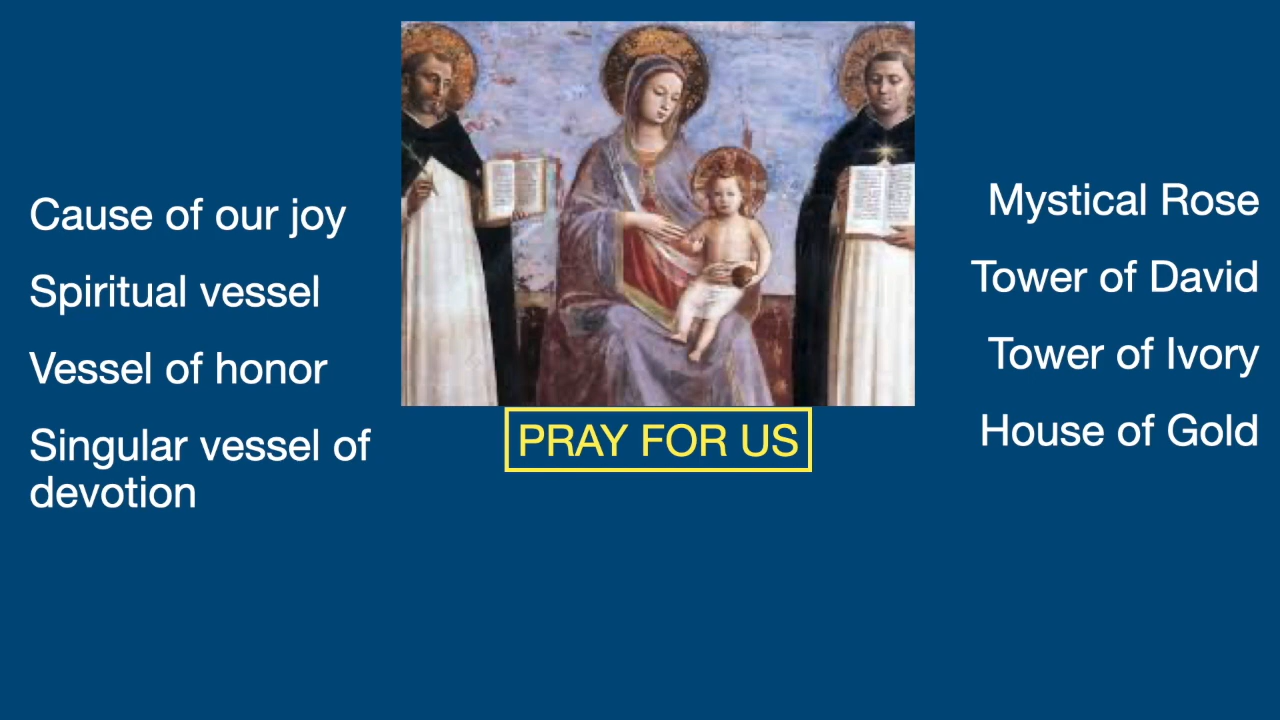 Cause of our joy
Spiritual vessel
Vessel of honor
Singular vessel of
devotion
PRAY FOR US
Mystical Rose
Tower of David
Tower of Ivory
House of Gold